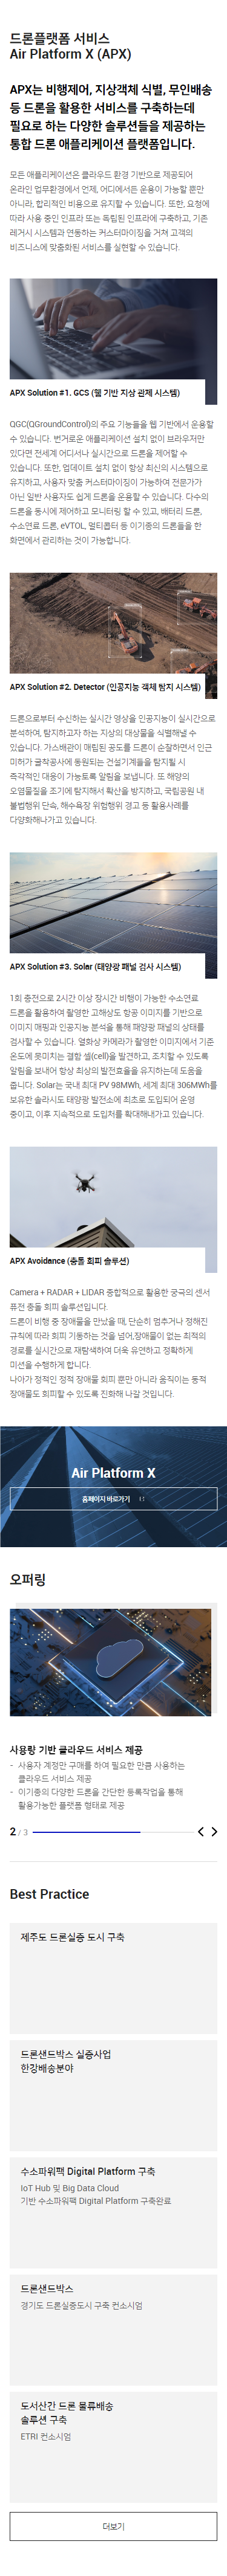 드론플랫폼 서비스
Air Platform X (APX)
APX는 비행제어, 지상객체 식별, 무인배송
등 드론을 활용한 서비스를 구축하는데
필요로 하는 다양한 솔루션들을 제공하는
통합 드론 애플리케이션 플랫폼입니다.
모든 애플리케이션은 클라우드 환경 기반으로 제공되어
온라인 업무환경에서 언제, 어디에서든 운용이 가능할 뿐만
아니라, 합리적인 비용으로 유지할 수 있습니다. 또한, 요청에
따라 사용 중인 인프라 또는 독립된 인프라에 구축하고, 기존
레거시 시스템과 연동하는 커스터마이징을 거쳐 고객의
비즈니스에 맞춤화된 서비스를 실현할 수 있습니다.
APX Solution #1. GCS (웹 기반 지상 관제 시스템)
QGC(QGroundControl)의 주요 기능들을 웹 기반에서 운용할
수 있습니다. 번거로운 애플리케이션 설치 없이 브라우저만
있다면 전세계 어디서나 실시간으로 드론을 제어할 수
있습니다. 또한, 업데이트 설치 없이 항상 최신의 시스템으로
유지하고, 사용자 맞춤 커스터마이징이 가능하여 전문가가
아닌 일반 사용자도 쉽게 드론을 운용할 수 있습니다. 다수의
드론을 동시에 제어하고 모니터링 할 수 있고, 배터리 드론,
수소연료 드론, eVTOL, 멀티콥터 등 이기종의 드론들을 한
화면에서 관리하는 것이 가능합니다.
APX Solution #2. Detector (인공지능 객체 탐지 시스템)
드론으로부터 수신하는 실시간 영상을 인공지능이 실시간으로
분석하여, 탐지하고자 하는 지상의 대상물을 식별해낼 수
있습니다. 가스배관이 매립된 공도를 드론이 순찰하면서 인근
미허가 굴착공사에 동원되는 건설기계들을 탐지될 시
즉각적인 대응이 가능토록 알림을 보냅니다. 또 해양의
오염물질을 조기에 탐지해서 확산을 방지하고, 국립공원 내
불법행위 단속, 해수욕장 위험행위 경고 등 활용사례를
다양화해나가고 있습니다.
APX Solution #3. Solar (태양광 패널 검사 시스템)
1회 충전으로 2시간 이상 장시간 비행이 가능한 수소연료
드론을 활용하여 촬영한 고해상도 항공 이미지를 기반으로
이미지 매핑과 인공지능 분석을 통해 패양광 패널의 상태를
검사할 수 있습니다. 열화상 카메라가 촬영한 이미지에서 기준
온도에 못미치는 결함 셀(cell)을 발견하고, 조치할 수 있도록
알림을 보내어 항상 최상의 발전효율을 유지하는데 도움을
줍니다. Solar는 국내 최대 PV 98MWh, 세계 최대 306MWh를
보유한 솔라시도 태양광 발전소에 최초로 도입되어 운영
중이고, 이후 지속적으로 도입처를 확대해내가고 있습니다.
APX Avoidance (충돌 회피 솔루션)
Camera + RADAR + LIDAR 종합적으로 활용한 궁극의 센서
퓨전 충돌 회피 솔루션입니다.
드론이 비행 중 장애물을 만났을 때, 단순히 멈추거나 정해진
규칙에 따라 회피 기동하는 것을 넘어,장애물이 없는 최적의
경로를 실시간으로 재탐색하여 더욱 유연하고 정확하게
미션을 수행하게 합니다.
나아가 정적인 정적 장애물 회피 뿐만 아니라 움직이는 동적
장애물도 회피할 수 있도록 진화해 나갈 것입니다.
Air Platform X
홈페이지 바로가기
오퍼링
사용량 기반 클라우드 서비스 제공
- 사용자 계정만 구매를 하여 필요한 만큼 사용하는
클라우드 서비스 제공
- 이기종의 다양한 드론을 간단한 등록작업을 통해
활용가능한 플랫폼 형태로 제공
2 / 3
Best Practice
제주도 드론실증 도시 구축
드론샌드박스 실증사업
한강배송분야
수소파워팩 Digital Platform 구축
IoT Hub 및 Big Data Cloud
기반 수소파워팩 Digital Platform 구축완료
드론샌드박스
경기도 드론실증도시 구축 컨소시엄
도서산간 드론 물류배송
솔루션 구축
ETRI 컨소시엄
더보기